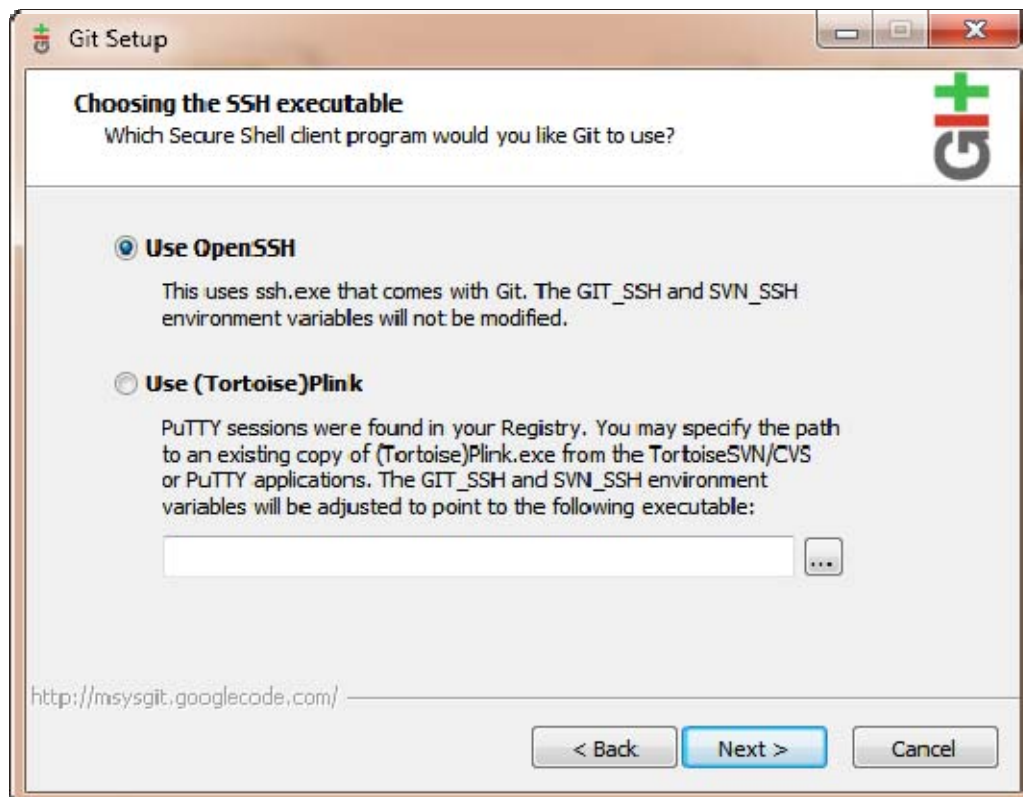 Git Setup
Choosing the SSH executable
Which Secure Shell client program would you like Git to use?
GIt
Use OpenSSH
This uses ssh.exe that comes with Git. The GIT_SSH and SVN_SSH
environment variables will not be modified.
Use (Tortoise)Plink
PuTTY sessions were found in your Registry. You may specify the path
to an existing copy of (Tortoise)Plink.exe from the TortoiseSVN/CVS
or PuTTY applications. The GIT_SSH and SVN_SSH environment
variables will be adjusted to point to the following executable:
...
http://msysgit.googlecode.com/
< Back Next > Cancel